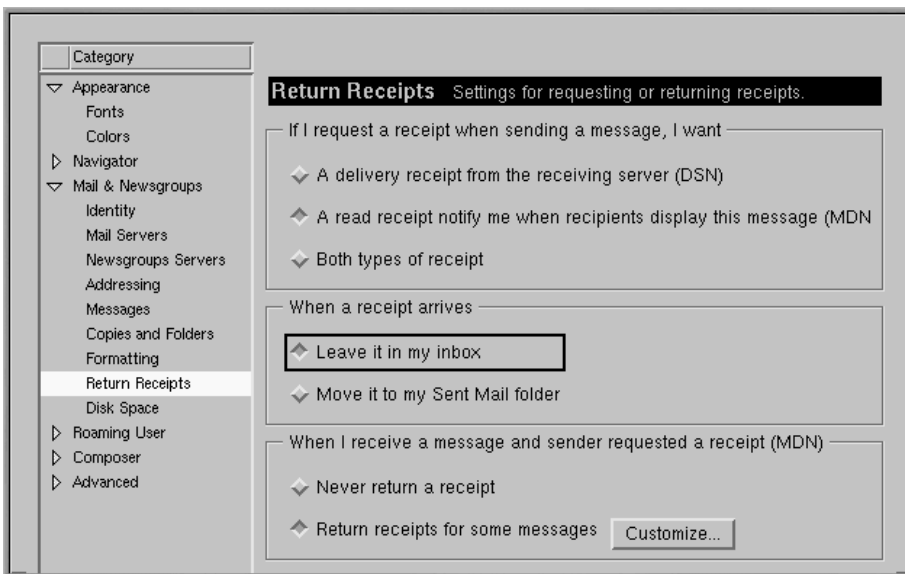 Category
Appearance
Fonts
Colors
Navigator
Mail & Newsgroups
Identity
Mail Servers
Newsgroups Servers
Addressing
Messages
Copies and Folders
Formatting
Return Receipts
Disk Space
Roaming User
Composer
Advanced
Return Receipts Settings for requesting or returning receipts.
If I request a receipt when sending a message, I want
A delivery receipt from the receiving server (DSN)
A read receipt notify me when recipients display this message (MDN
Both types of receipt
When a receipt arrives
Leave it in my inbox
Move it to my Sent Mail folder
When I receive a message and sender requested a receipt (MDN)
Never return a receipt
Return receipts for some messages Customize...